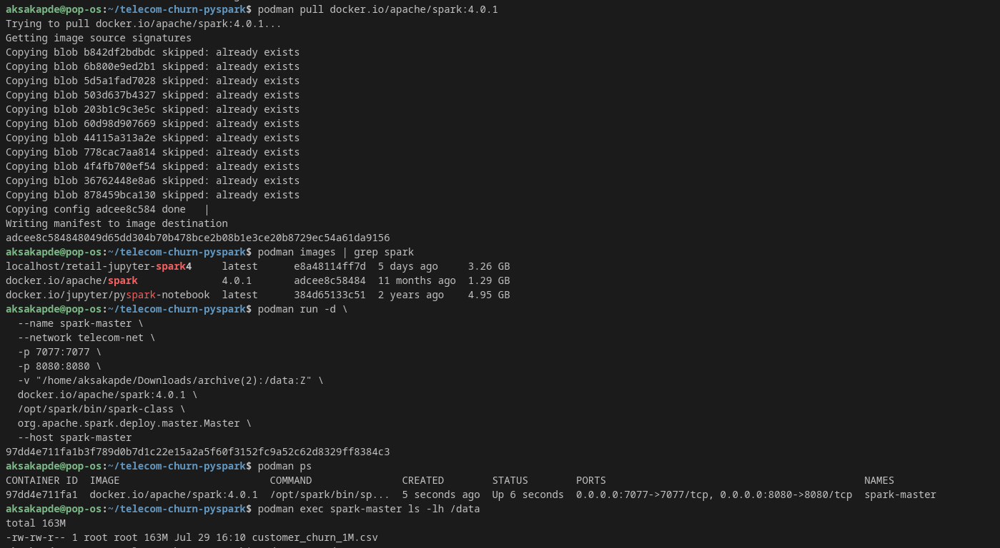 aksakapde@pop-os:~/telecom-churn-pyspark$ podman pull docker.io/apache/spark:4.0.1
Trying to pull docker.io/apache/spark:4.0.1...
Getting image source signatures
Copying blob b842df2bdbdc skipped: already exists
Copying blob 6b800e9ed2b1 skipped: already exists
Copying blob 5d5a1fad7028 skipped: already exists
Copying blob 503d637b4327 skipped: already exists
Copying blob 203b1c9c3e5c skipped: already exists
Copying blob 60d98d907669 skipped: already exists
Copying blob 44115a313a2e skipped: already exists
Copying blob 778cac7aa814 skipped: already exists
Copying blob 4f4fb700ef54 skipped: already exists
Copying blob 36762448e8a6 skipped: already exists
Copying blob 878459bca130 skipped: already exists
Copying config adcee8c584 done   |
Writing manifest to image destination
adcee8c584848049d65dd304b70b478bce2b08b1e3ce20b8729ec54a61da9156
aksakapde@pop-os:~/telecom-churn-pyspark$ podman images | grep spark
localhost/retail-jupyter-spark4     latest      e8a48114ff7d  5 days ago     3.26 GB
docker.io/apache/spark              4.0.1       adcee8c58484  11 months ago  1.29 GB
docker.io/jupyter/pyspark-notebook  latest      384d65133c51  2 years ago    4.95 GB
aksakapde@pop-os:~/telecom-churn-pyspark$ podman run -d \
  --name spark-master \
  --network telecom-net \
  -p 7077:7077 \
  -p 8080:8080 \
  -v "/home/aksakapde/Downloads/archive(2):/data:Z" \
  docker.io/apache/spark:4.0.1 \
  /opt/spark/bin/spark-class \
  org.apache.spark.deploy.master.Master \
  --host spark-master
97dd4e711fa1b3f789d0b7d1c22e15a2a5f60f3152fc9a52c62d8329ff8384c3
aksakapde@pop-os:~/telecom-churn-pyspark$ podman ps
CONTAINER ID  IMAGE                         COMMAND               CREATED        STATUS        PORTS                                           NAMES
97dd4e711fa1  docker.io/apache/spark:4.0.1  /opt/spark/bin/sp...  5 seconds ago  Up 6 seconds  0.0.0.0:7077->7077/tcp, 0.0.0.0:8080->8080/tcp  spark-master
aksakapde@pop-os:~/telecom-churn-pyspark$ podman exec spark-master ls -lh /data
total 163M
-rw-rw-r-- 1 root root 163M Jul 29 16:10 customer_churn_1M.csv